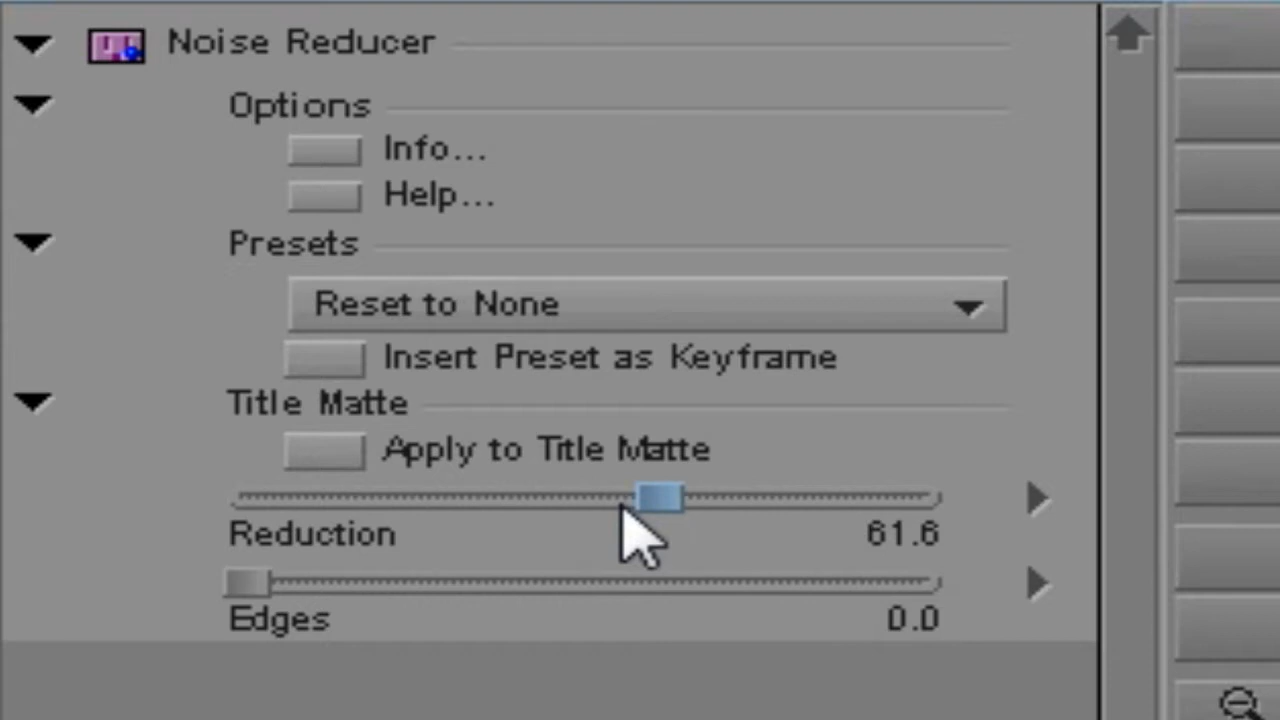 Noise Reducer
Options
Info...
Help...
Presets
Reset to None
Insert Preset as Keyframe
Title Matte
Apply to Title Matte
Reduction 61.6
Edges 0.0